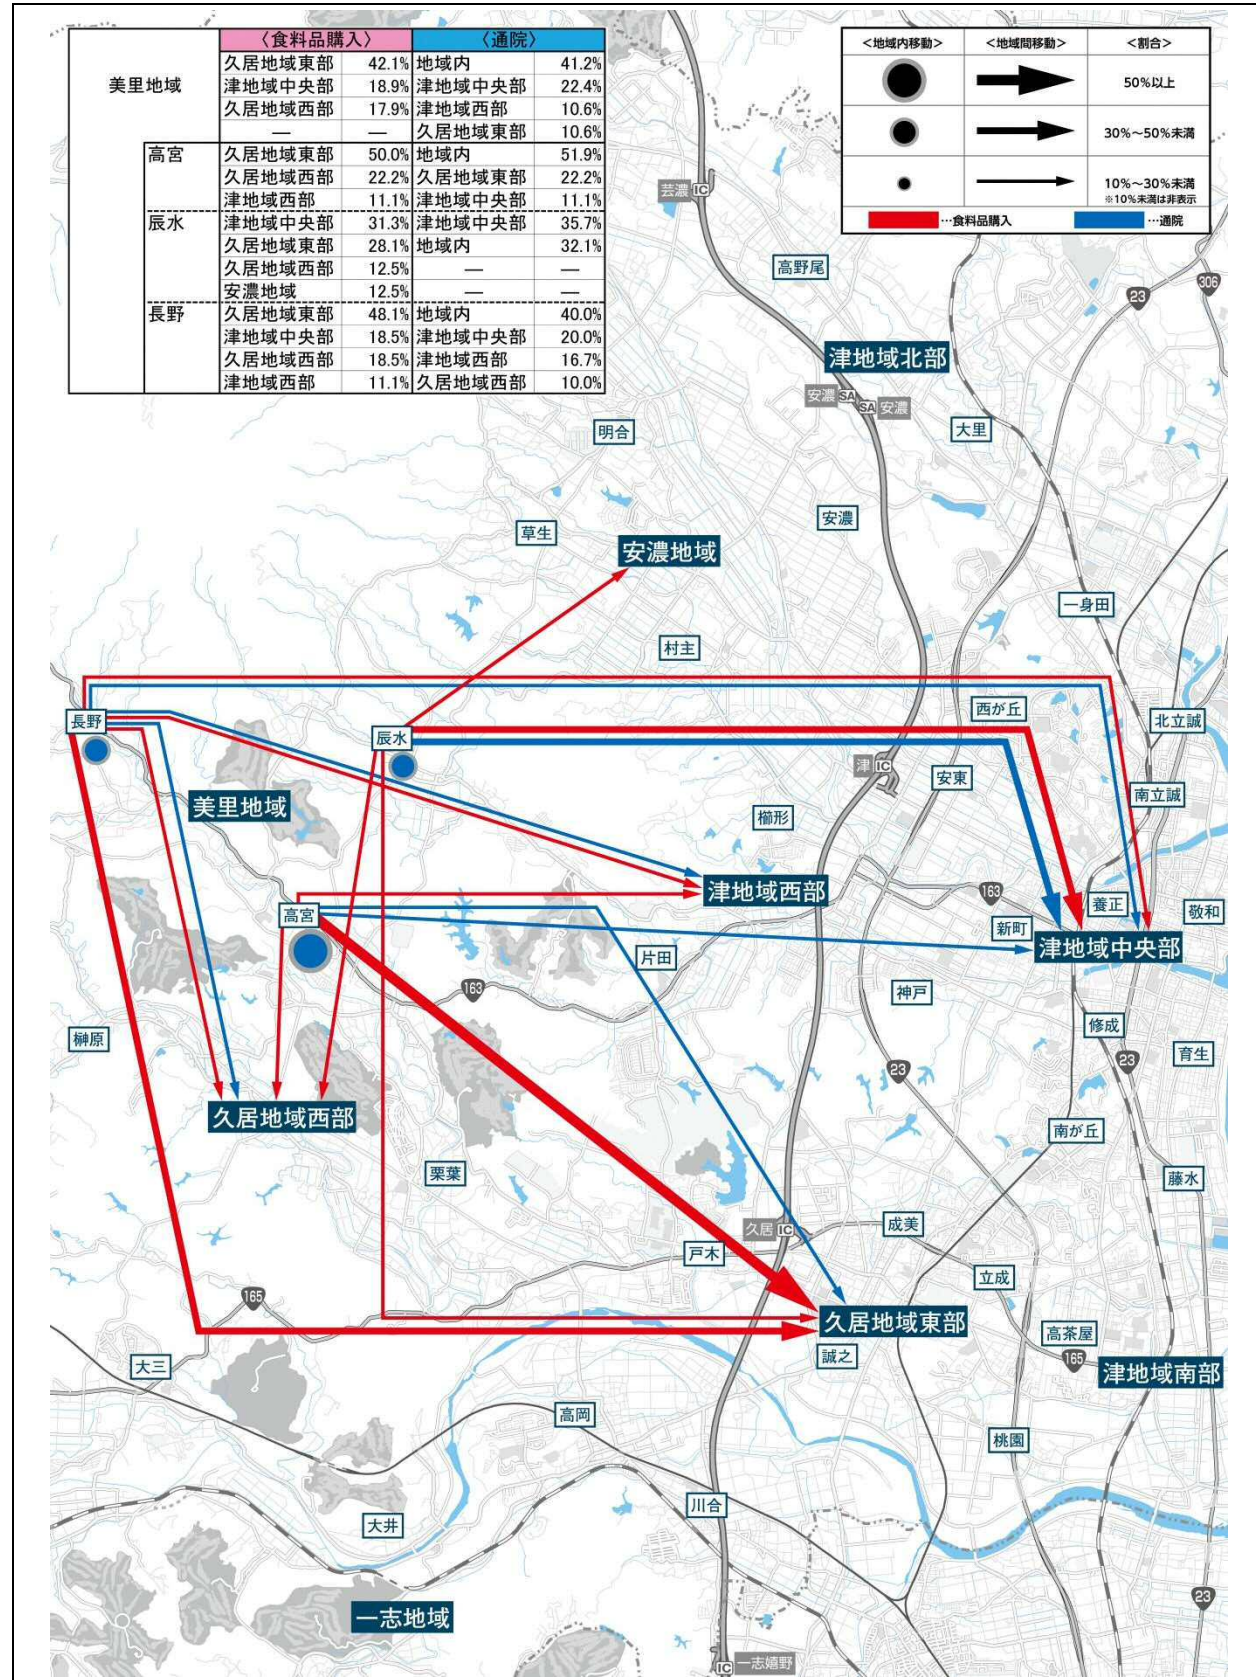 〈食料品購入〉 〈通院〉
美里地域 久居地域東部 42.1% 地域内 41.2%
津地域中央部 18.9% 津地域中央部 22.4%
久居地域西部 17.9% 津地域西部 10.6%
— — 久居地域東部 10.6%
高宮 久居地域東部 50.0% 地域内 51.9%
久居地域西部 22.2% 久居地域東部 22.2%
津地域西部 11.1% 津地域中央部 11.1%
辰水 津地域中央部 31.3% 津地域中央部 35.7%
久居地域東部 28.1% 地域内 32.1%
久居地域西部 12.5% — —
安濃地域 12.5% — —
長野 久居地域東部 48.1% 地域内 40.0%
津地域中央部 18.5% 津地域中央部 20.0%
久居地域西部 18.5% 津地域西部 16.7%
津地域西部 11.1% 久居地域西部 10.0%
＜地域内移動＞ ＜地域間移動＞ ＜割合＞
50%以上
30%～50%未満
10%～30%未満
※10%未満は非表示
…食料品購入 …通院
芸濃 IC
高野尾
23
306
津地域北部
安濃 SA
SA 安濃
大里
明合
安濃
草生
安濃地域
一身田
村主
西が丘
北立誠
長野
辰水
津 IC
安東
南立誠
美里地域
櫛形
津地域西部
163
養正
敬和
高宮
新町
津地域中央部
片田
163
神戸
榊原
修成
育生
23
23
久居地域西部
南が丘
栗葉
藤水
久居 IC
成美
戸木
立成
165
久居地域東部
高茶屋
誠之
165
津地域南部
大三
高岡
桃園
川合
大井
一志地域
23
IC 一志嬉野